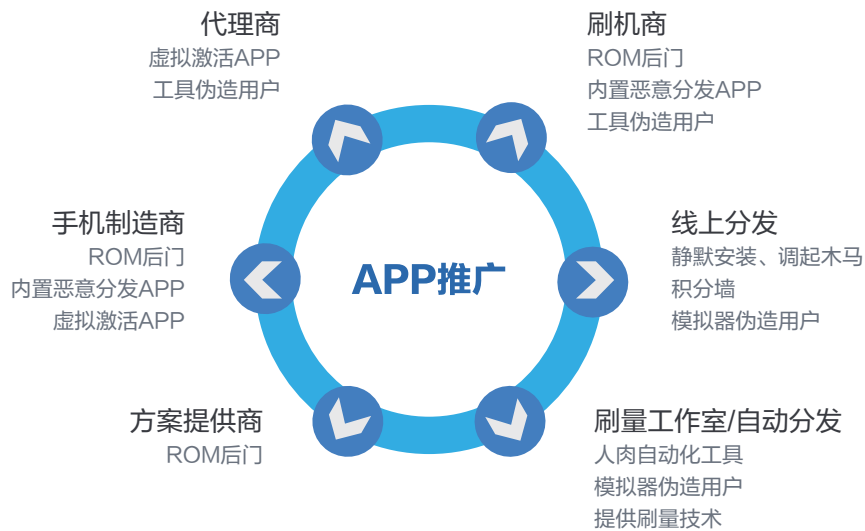 代理商
虚拟激活APP
工具伪造用户
刷机商
ROM后门
内置恶意分发APP
工具伪造用户
手机制造商
ROM后门
内置恶意分发APP
虚拟激活APP
APP推广
线上分发
静默安装、调起木马
积分墙
模拟器伪造用户
方案提供商
ROM后门
刷量工作室/自动分发
人肉自动化工具
模拟器伪造用户
提供刷量技术